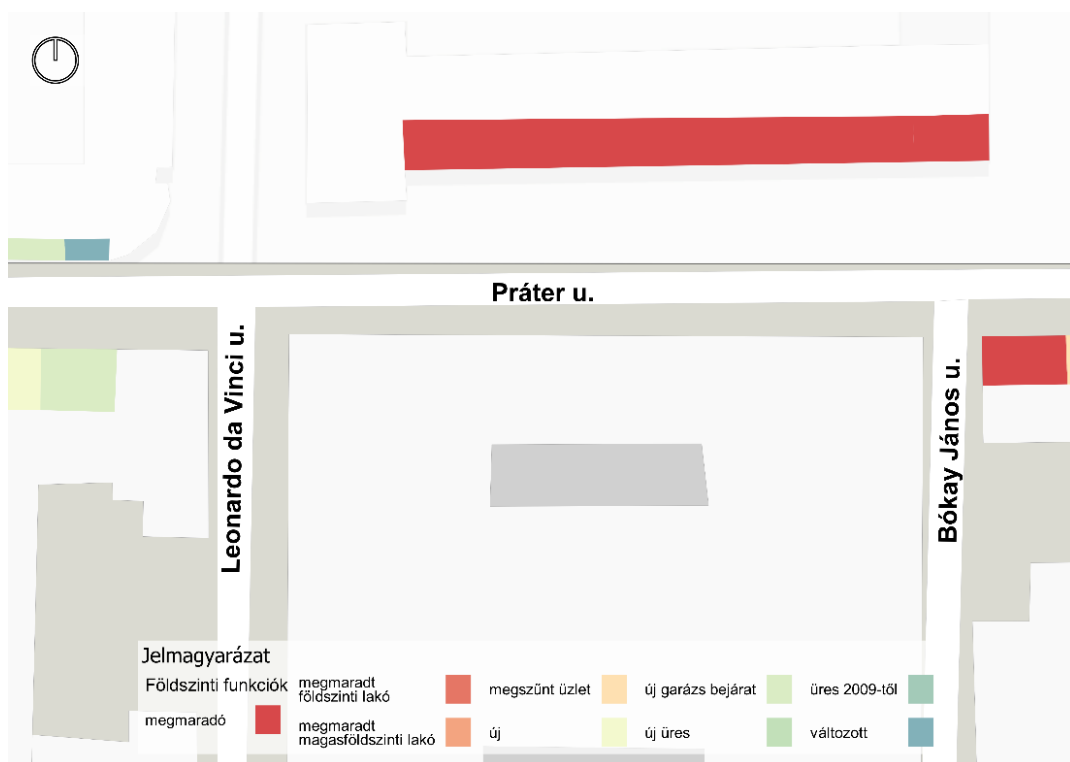 Práter u.
Leonardo da Vinci u.
Bókay János u.
Jelmagyarázat
Földszinti funkciók
megmaradó
megmaradt
földszinti lakó
megmaradt
magasföldszinti lakó
megszűnt üzlet
új
új garázs bejárat
új üres
üres 2009-től
változott